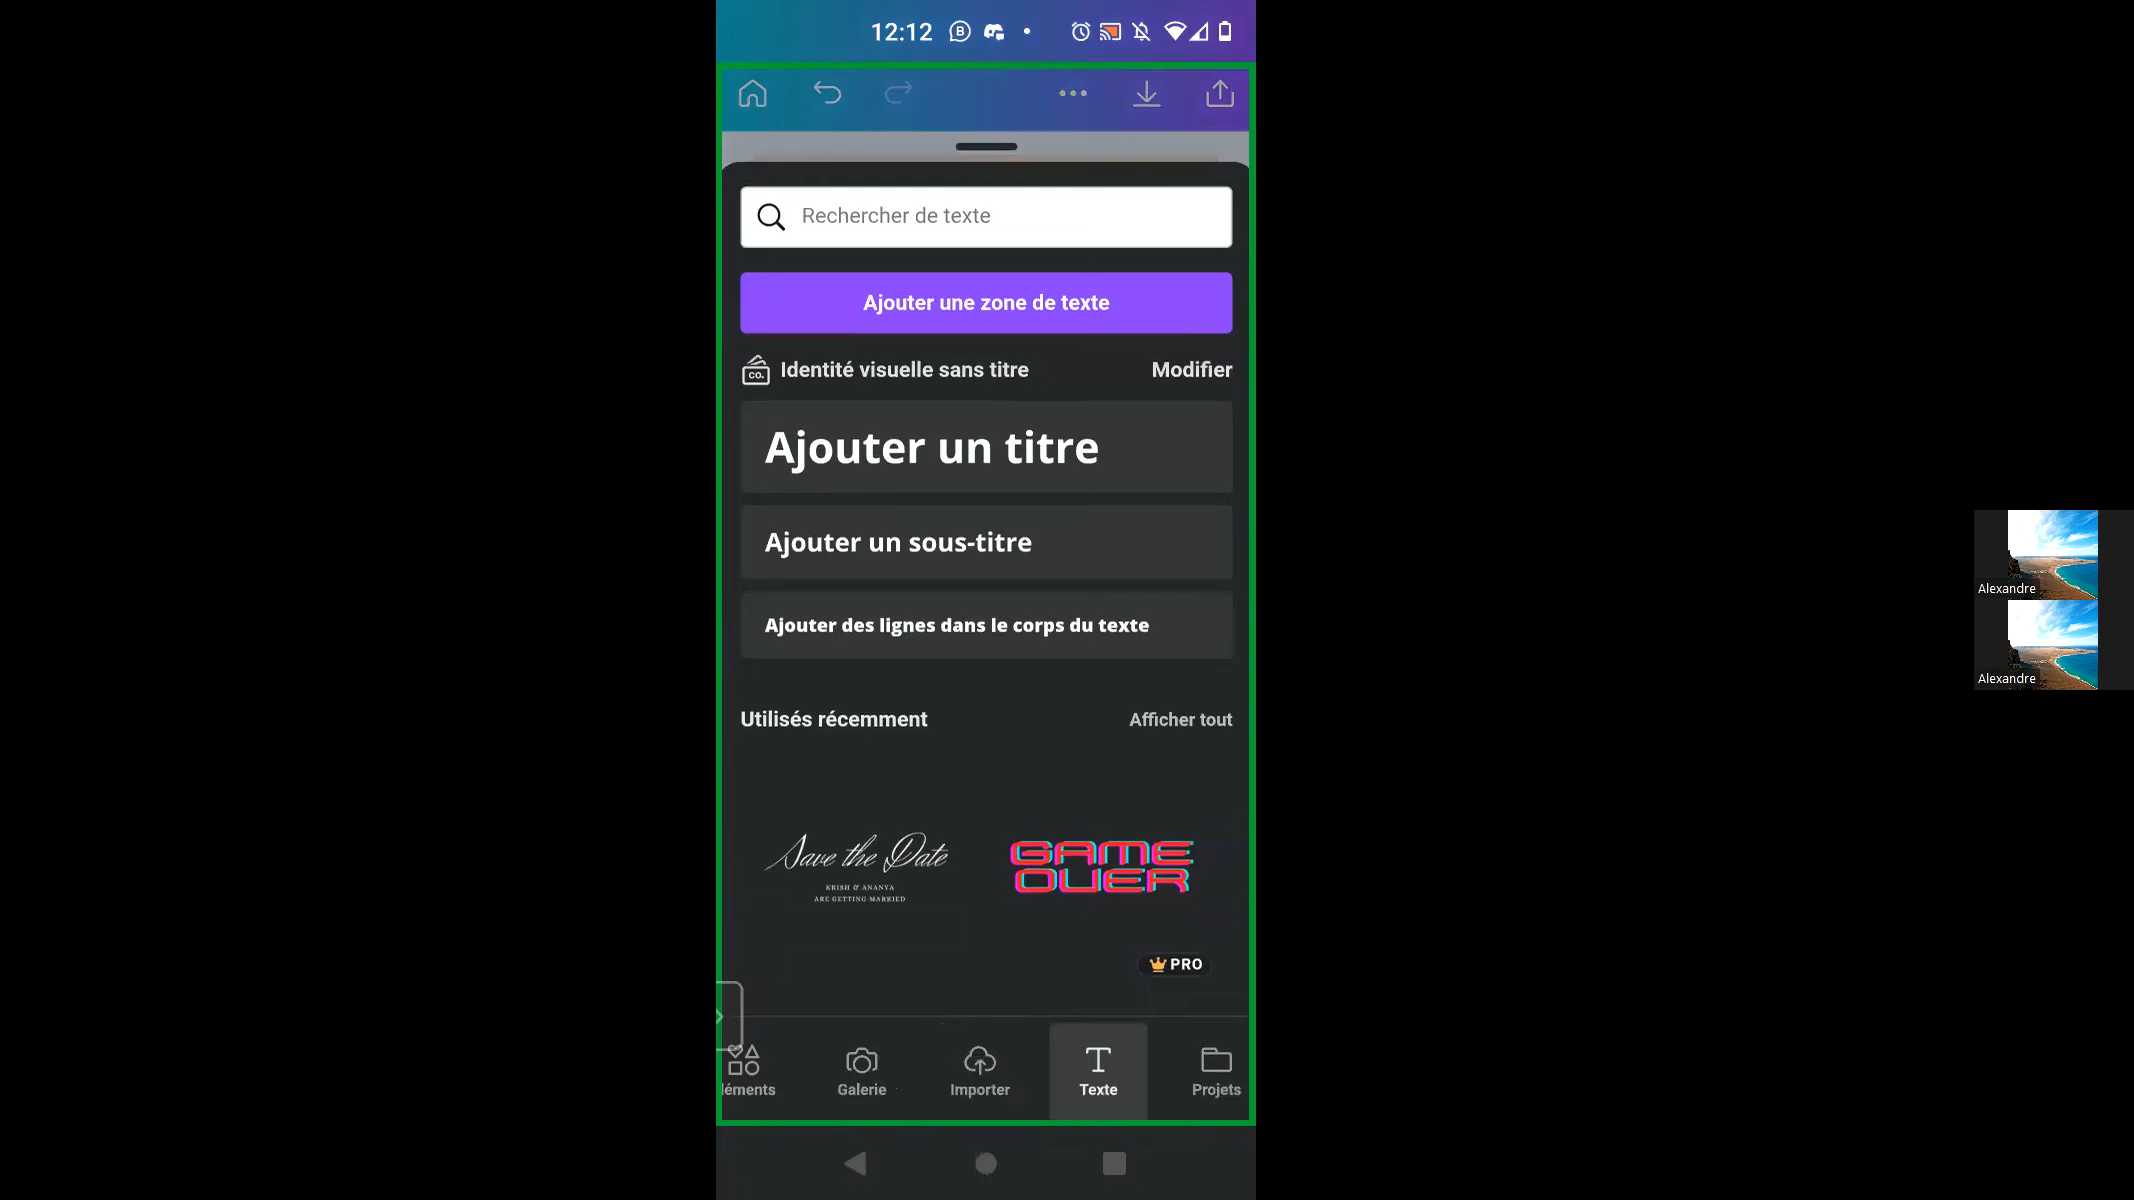 12:12
Rechercher de texte
Ajouter une zone de texte
CO. Identité visuelle sans titre Modifier
Ajouter un titre
Ajouter un sous-titre
Ajouter des lignes dans le corps du texte
Utilisés récemment Afficher tout
Save the Date
KRISH & ANANYA
ARE GETTING MARRIED
GAME
OVER
PRO
léments Galerie Importer Texte Projets
Alexandre
Alexandre